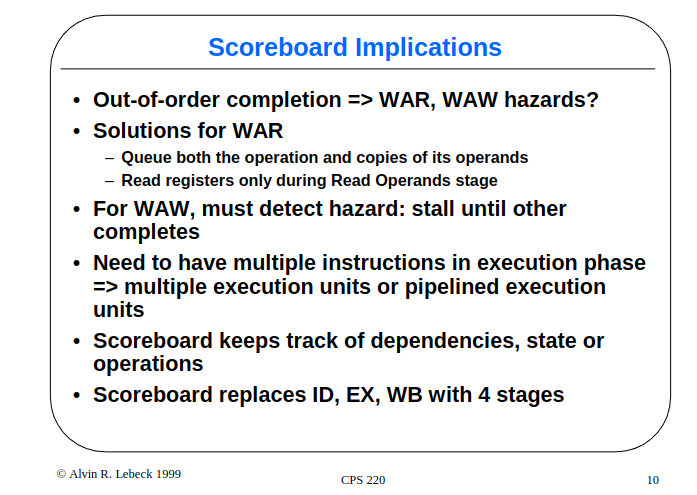 Scoreboard Implications
• Out-of-order completion => WAR, WAW hazards?
• Solutions for WAR
– Queue both the operation and copies of its operands
– Read registers only during Read Operands stage
• For WAW, must detect hazard: stall until other
completes
• Need to have multiple instructions in execution phase
=> multiple execution units or pipelined execution
units
• Scoreboard keeps track of dependencies, state or
operations
• Scoreboard replaces ID, EX, WB with 4 stages
© Alvin R. Lebeck 1999
CPS 220
10